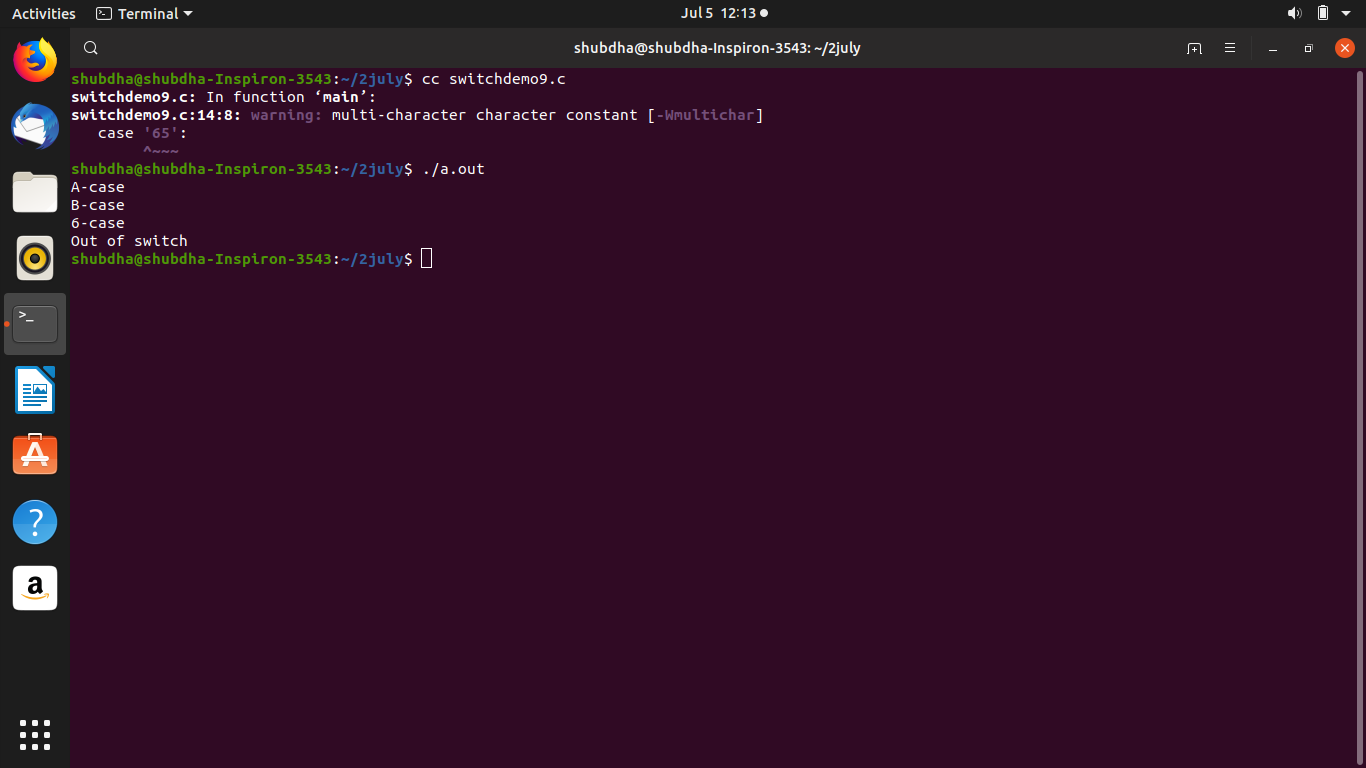 Activities Terminal Jul 5 12:13
shubdha@shubdha-Inspiron-3543: ~/2july
shubdha@shubdha-Inspiron-3543:~/2july$ cc switchdemo9.c
switchdemo9.c: In function ‘main’:
switchdemo9.c:14:8: warning: multi-character character constant [-Wmultichar]
   case '65':
        ^~~~
shubdha@shubdha-Inspiron-3543:~/2july$ ./a.out
A-case
B-case
6-case
Out of switch
shubdha@shubdha-Inspiron-3543:~/2july$
>_
?
a